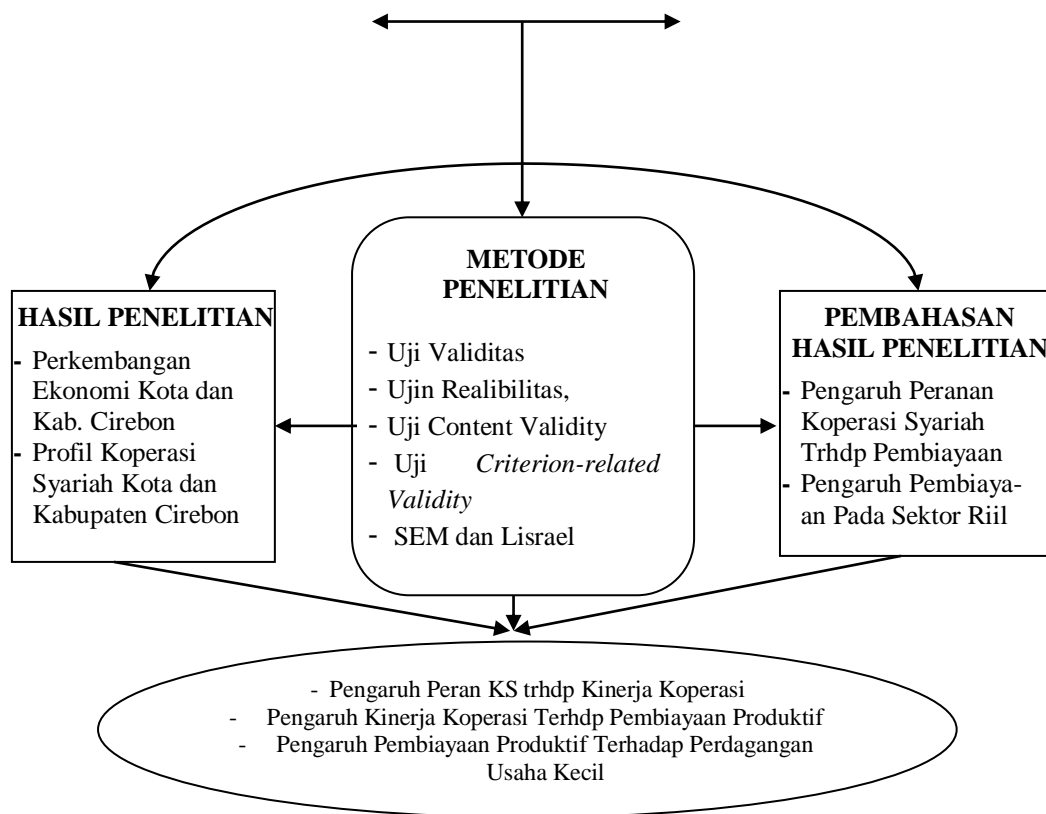 METODE
PENELITIAN
- Uji Validitas
- Ujin Realibilitas,
- Uji Content Validity
- Uji Criterion-related
Validity
- SEM dan Lisrael
HASIL PENELITIAN
- Perkembangan
Ekonomi Kota dan
Kab. Cirebon
- Profil Koperasi
Syariah Kota dan
Kabupaten Cirebon
PEMBAHASAN
HASIL PENELITIAN
- Pengaruh Peranan
Koperasi Syariah
Trhdp Pembiayaan
- Pengaruh Pembiaya-
an Pada Sektor Riil
- Pengaruh Peran KS trhdp Kinerja Koperasi
- Pengaruh Kinerja Koperasi Terhdp Pembiayaan Produktif
- Pengaruh Pembiayaan Produktif Terhadap Perdagangan
Usaha Kecil